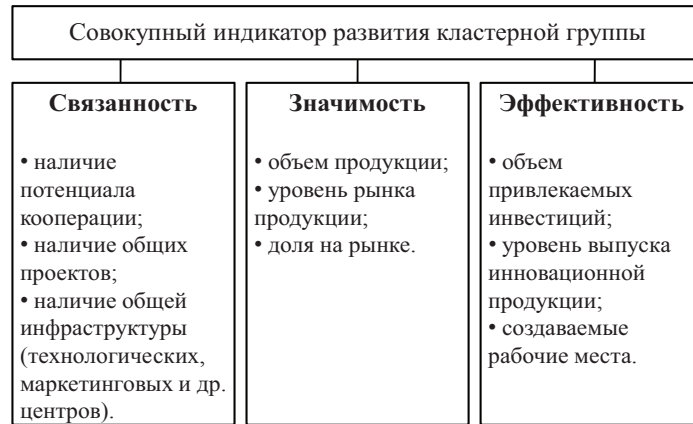 Совокупный индикатор развития кластерной группы
Связанность
• наличие
потенциала
кооперации;
• наличие общих
проектов;
• наличие общей
инфраструктуры
(технологических,
маркетинговых и др.
центров).
Значимость
• объем продукции;
• уровень рынка
продукции;
• доля на рынке.
Эффективность
• объем
привлекаемых
инвестиций;
• уровень выпуска
инновационной
продукции;
• создаваемые
рабочие места.